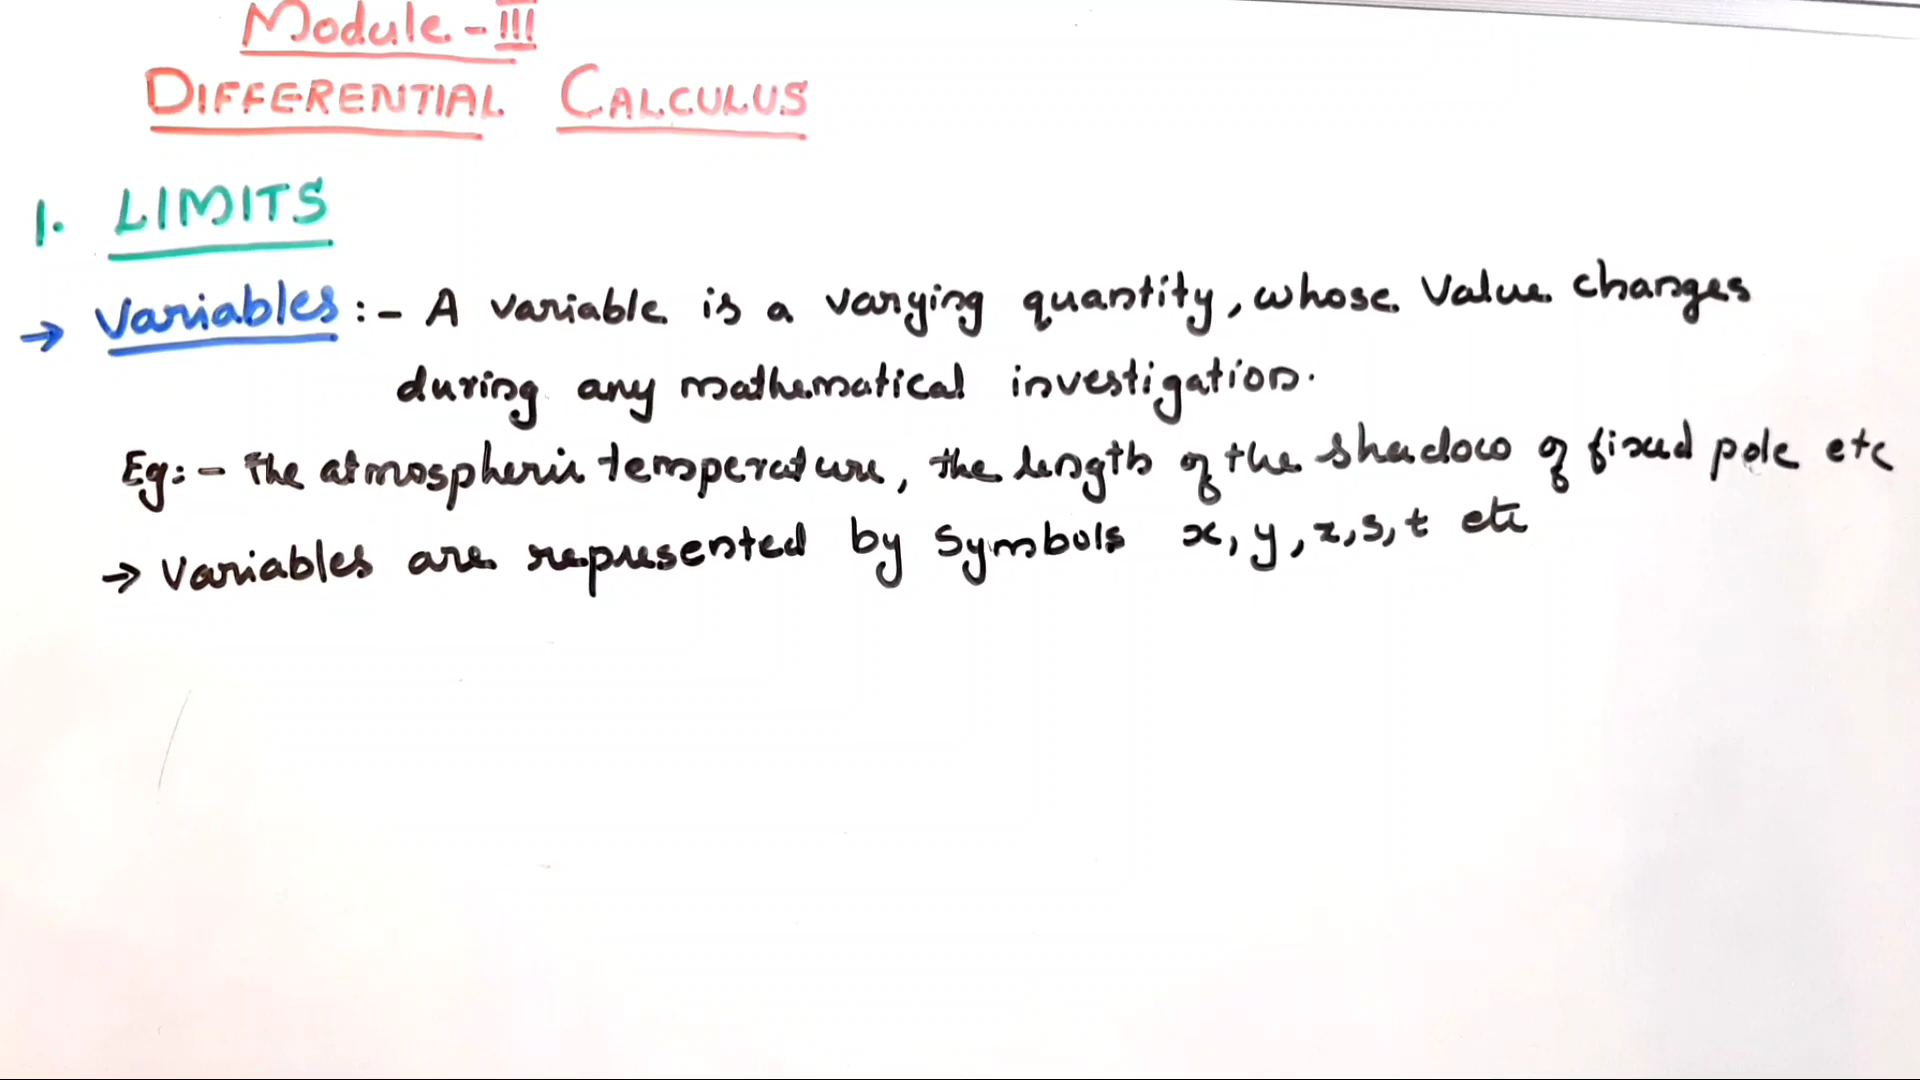 Module - III
DIFFERENTIAL CALCULUS
1. LIMITS
→ Variables :- A variable is a varying quantity, whose value changes
during any mathematical investigation.
Eg:- The atmospheric temperature, the length of the shadow of fixed pole etc
→ Variables are represented by symbols x, y, z, s, t etc